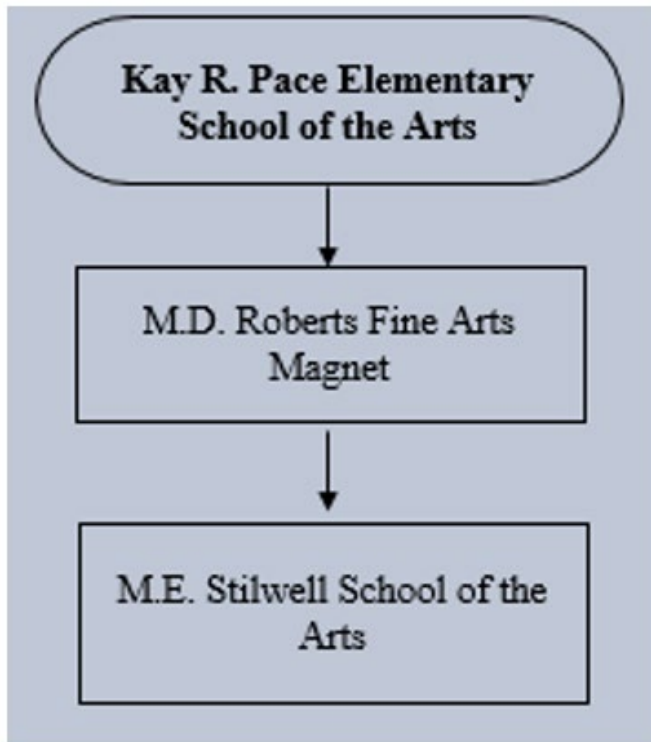 Kay R. Pace Elementary
School of the Arts
M.D. Roberts Fine Arts
Magnet
M.E. Stilwell School of the
Arts